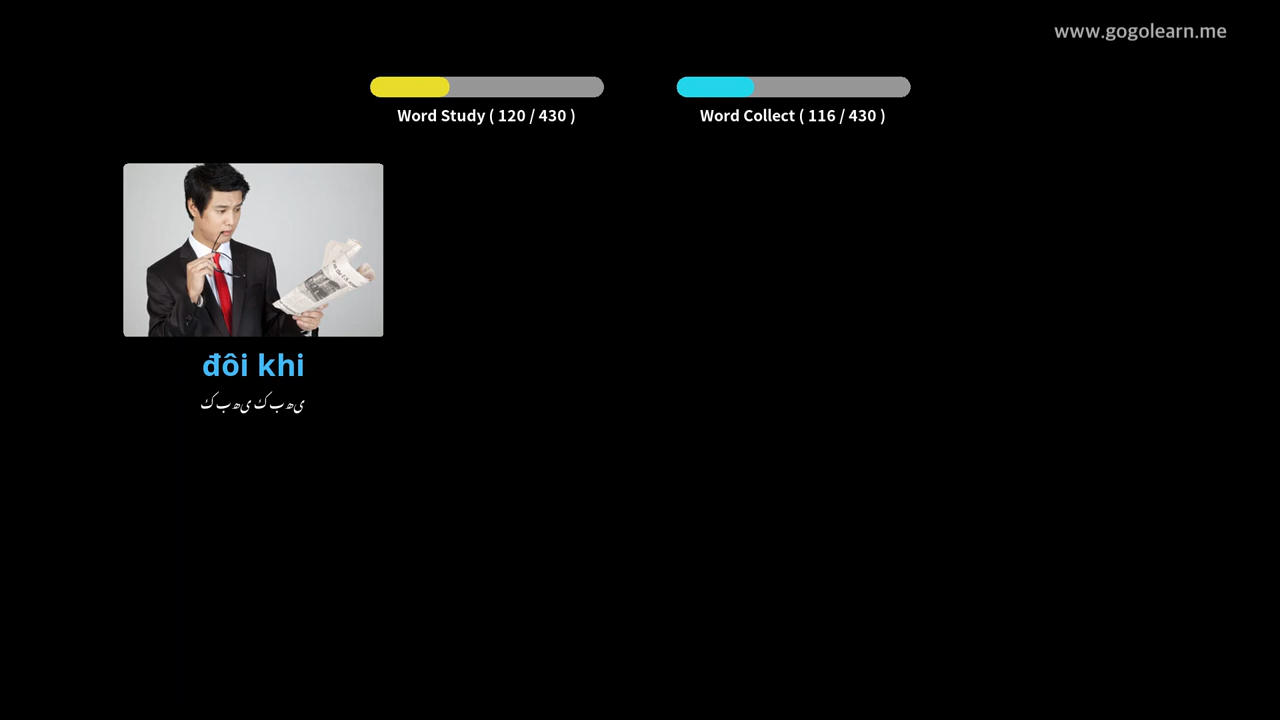 www.gogolearn.me
Word Study ( 120 / 430 )
Word Collect ( 116 / 430 )
đôi khi
ی ھ ب ک ی ھ ب ک